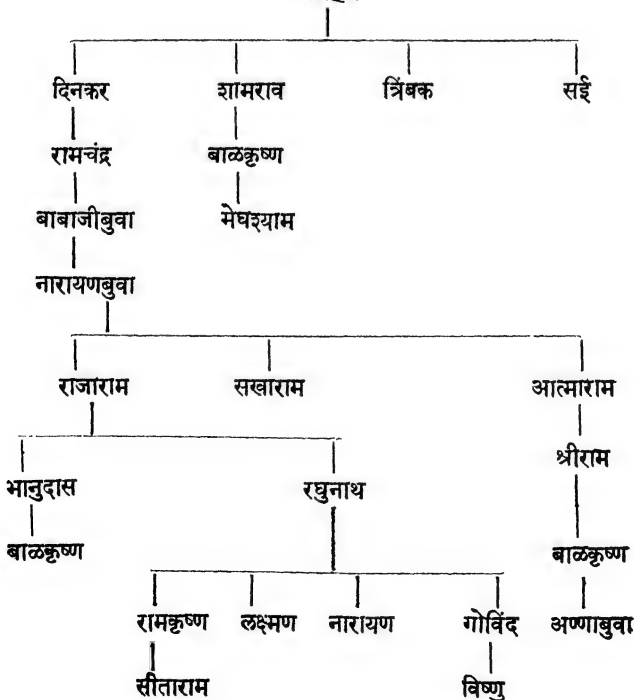 दिनकर शामराव त्रिंबक सई
रामचंद्र बाळकृष्ण
बाबाजीबुवा मेघश्याम
नारायणबुवा
राजाराम सखाराम आत्माराम
श्रीराम
भानुदास रघुनाथ
बाळकृष्ण बाळकृष्ण
रामकृष्ण लक्ष्मण नारायण गोविंद अण्णाबुवा
सीताराम विष्णु